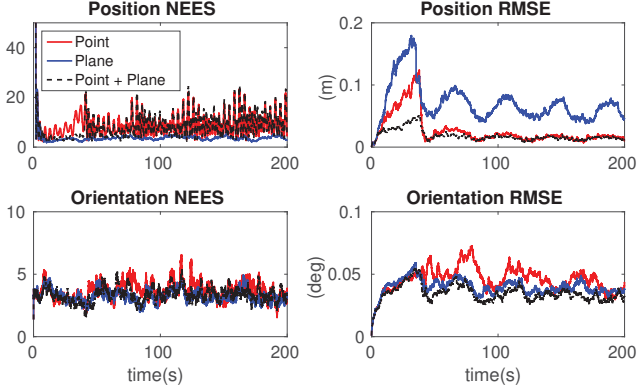 Position NEES
Position RMSE
Point
Plane
Point + Plane
40
20
0
0
100
200
0.2
0.1
0
(m)
0
100
200
Orientation NEES
Orientation RMSE
10
5
0
0
100
200
time(s)
0.1
0.05
0
(deg)
0
100
200
time(s)